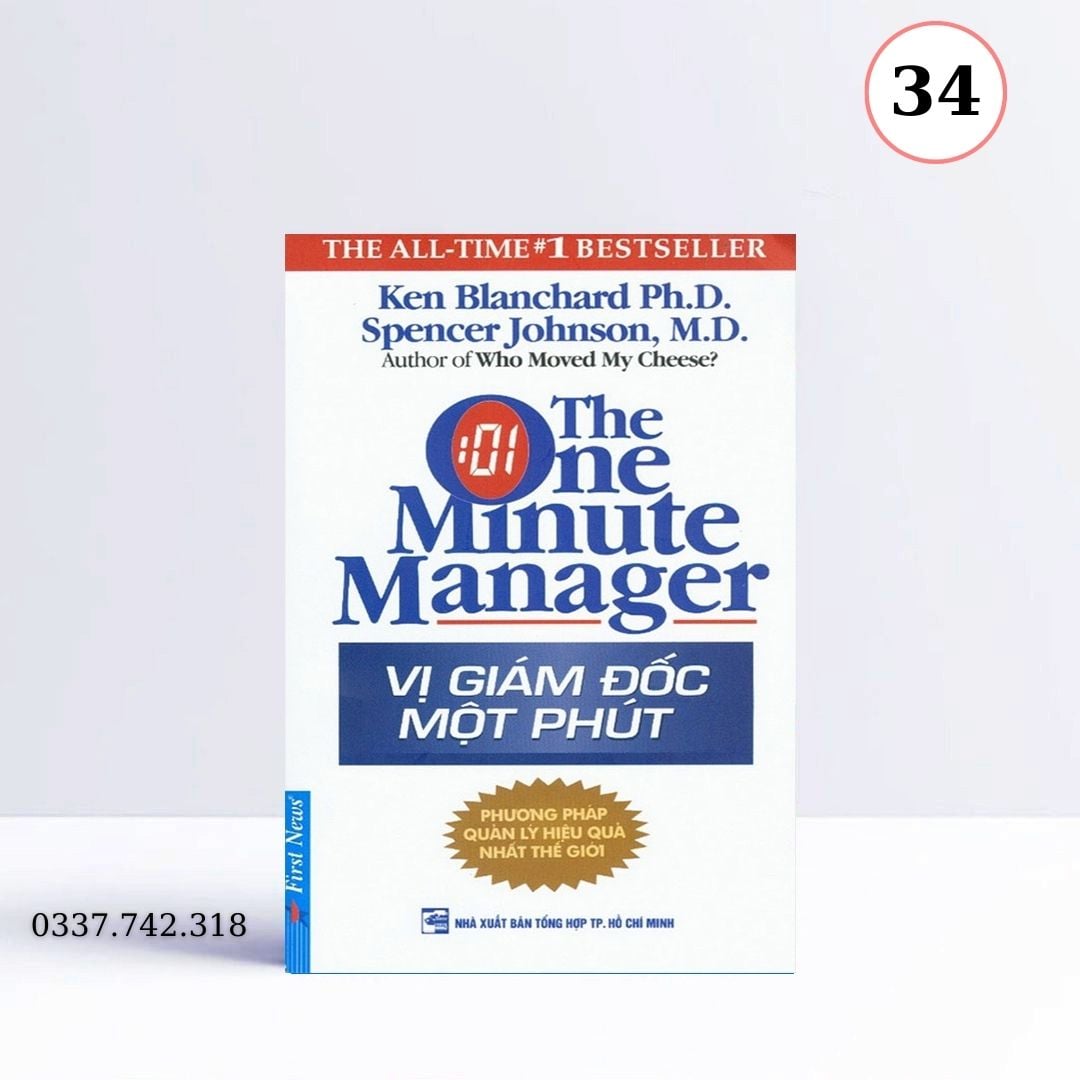 34
THE ALL-TIME #1 BESTSELLER
Ken Blanchard Ph.D.
Spencer Johnson, M.D.
Author of Who Moved My Cheese?
:01
The
One
Minute
Manager
VỊ GIÁM ĐỐC
MỘT PHÚT
PHƯƠNG PHÁP
QUẢN LÝ HIỆU QUẢ
NHẤT THẾ GIỚI
First News
NHÀ XUẤT BẢN TỔNG HỢP TP. HỒ CHÍ MINH
0337.742.318